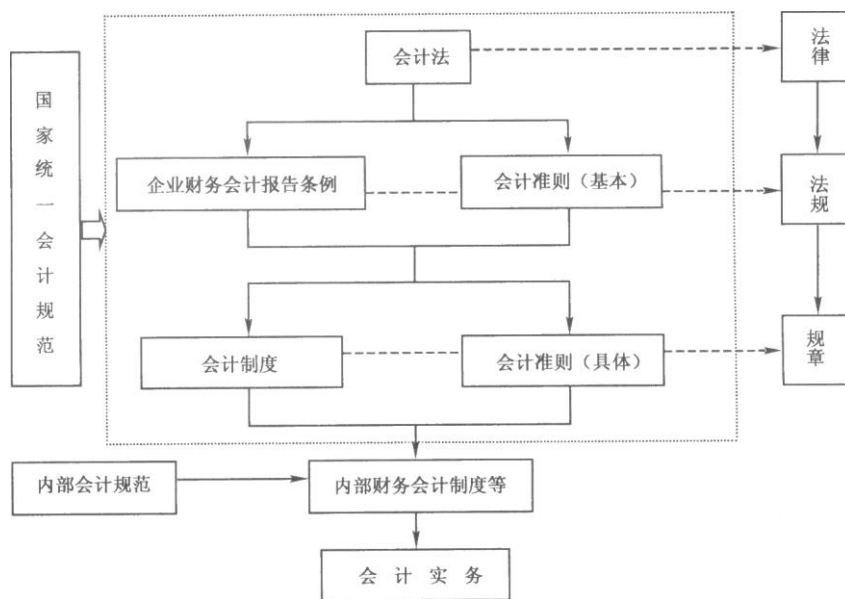 会计法
法律
国家统一会计规范
企业财务会计报告条例
会计准则（基本）
法规
会计制度
会计准则（具体）
规章
内部会计规范
内部财务会计制度等
会计实务